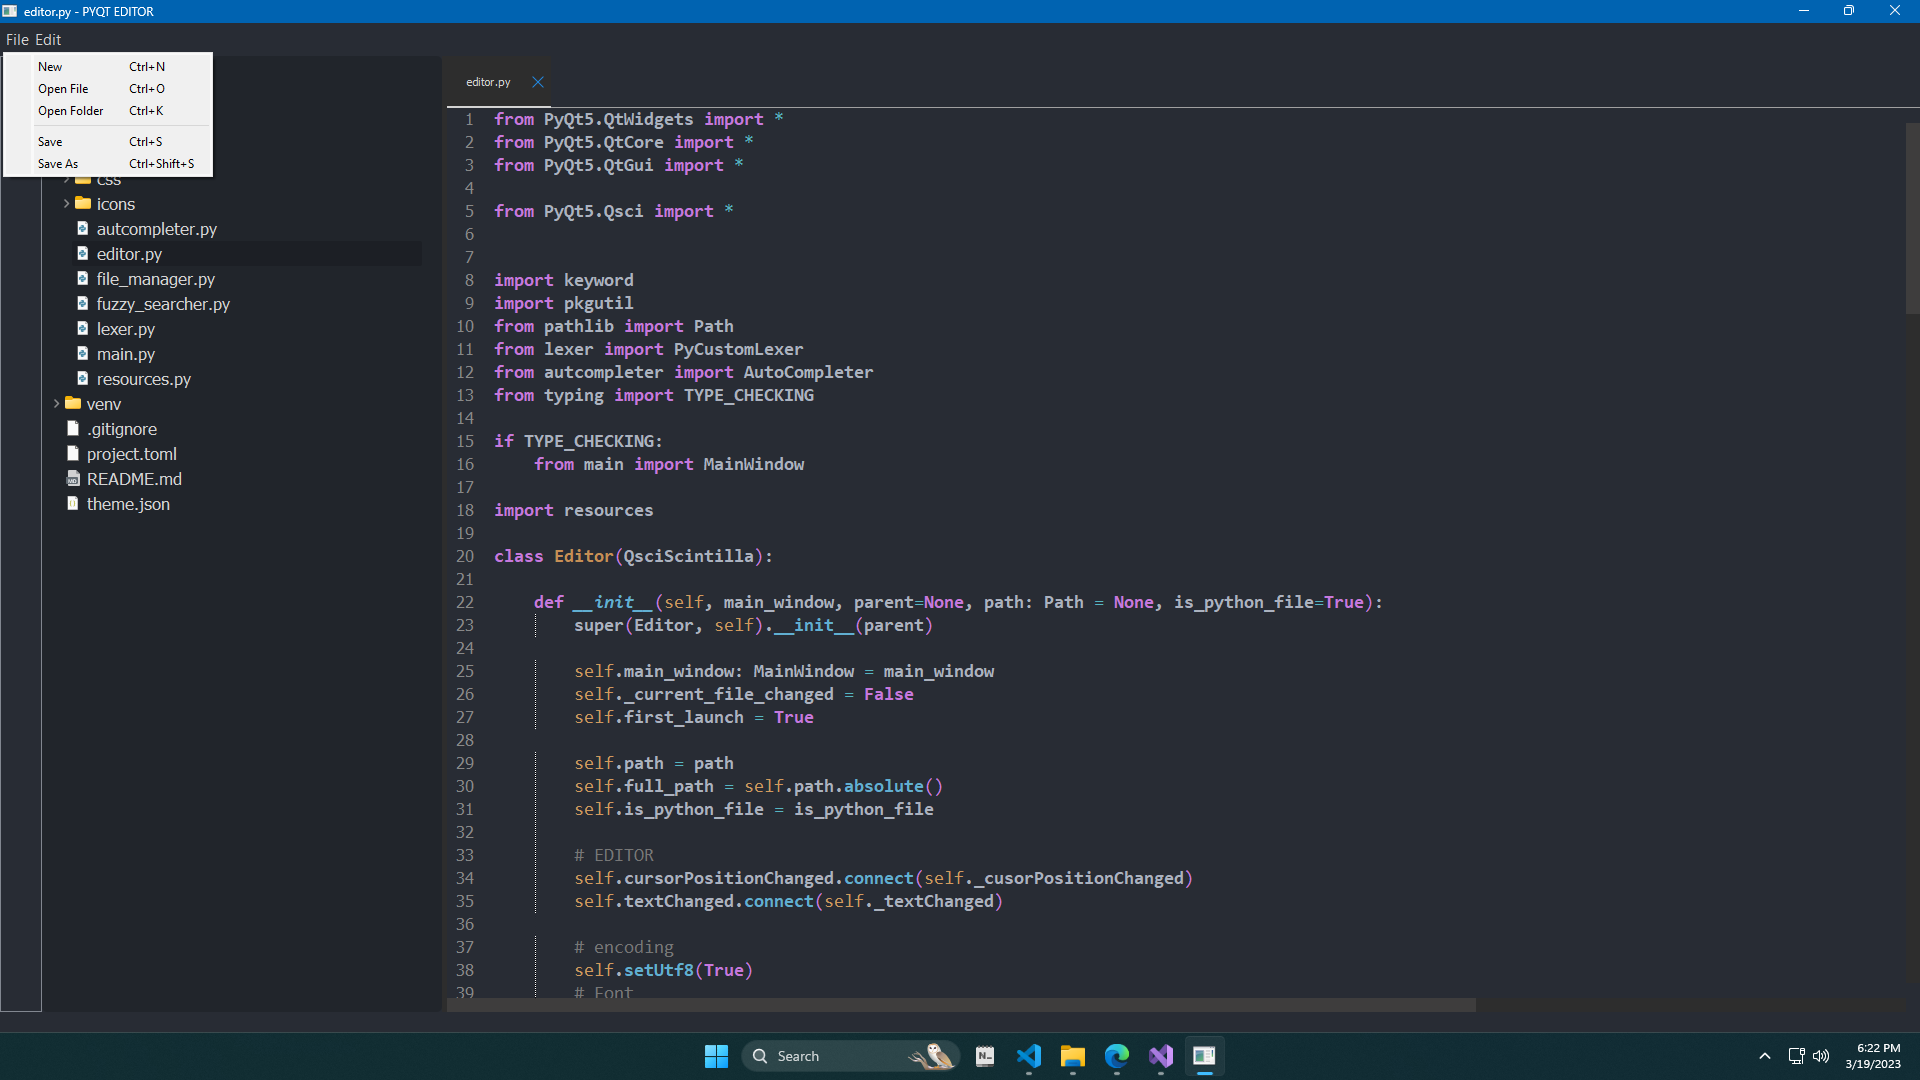 editor.py - PYQT EDITOR
File Edit
New Ctrl+N
Open File Ctrl+O
Open Folder Ctrl+K
Save Ctrl+S
Save As Ctrl+Shift+S
css
icons
autcompleter.py
editor.py
file_manager.py
fuzzy_searcher.py
lexer.py
main.py
resources.py
venv
.gitignore
project.toml
README.md
theme.json
editor.py
1 from PyQt5.QtWidgets import *
2 from PyQt5.QtCore import *
3 from PyQt5.QtGui import *
4
5 from PyQt5.Qsci import *
6
7
8 import keyword
9 import pkgutil
10 from pathlib import Path
11 from lexer import PyCustomLexer
12 from autcompleter import AutoCompleter
13 from typing import TYPE_CHECKING
14
15 if TYPE_CHECKING:
16     from main import MainWindow
17
18 import resources
19
20 class Editor(QsciScintilla):
21
22     def __init__(self, main_window, parent=None, path: Path = None, is_python_file=True):
23         super(Editor, self).__init__(parent)
24
25         self.main_window: MainWindow = main_window
26         self._current_file_changed = False
27         self.first_launch = True
28
29         self.path = path
30         self.full_path = self.path.absolute()
31         self.is_python_file = is_python_file
32
33         # EDITOR
34         self.cursorPositionChanged.connect(self._cusorPositionChanged)
35         self.textChanged.connect(self._textChanged)
36
37         # encoding
38         self.setUtf8(True)
39         # Font
Search
6:22 PM
3/19/2023